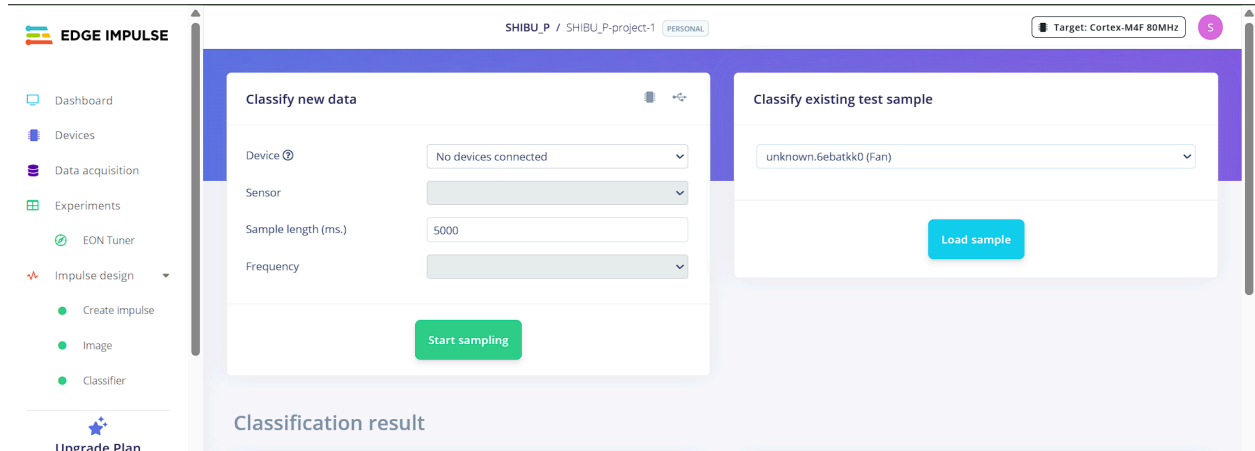 EDGE IMPULSE
Dashboard
Devices
Data acquisition
Experiments
EON Tuner
Impulse design
Create impulse
Image
Classifier
Upgrade Plan
SHIBU_P / SHIBU_P-project-1 PERSONAL
Target: Cortex-M4F 80MHz
S
Classify new data
Device ?
No devices connected
Sensor
Sample length (ms.)
5000
Frequency
Start sampling
Classify existing test sample
unknown.6ebatkk0 (Fan)
Load sample
Classification result